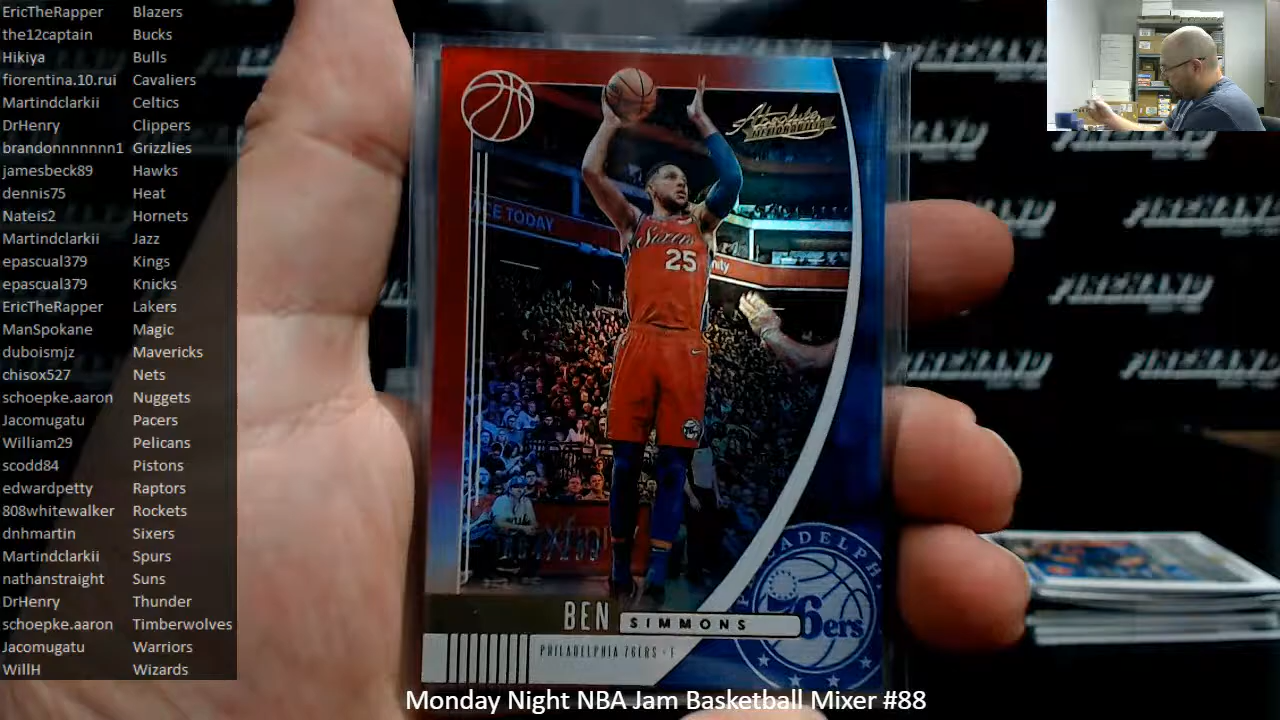 EricTheRapper Blazers
the12captain Bucks
Hikiya Bulls
fiorentina.10.rui Cavaliers
Martindclarkii Celtics
DrHenry Clippers
brandonnnnnnn1 Grizzlies
jamesbeck89 Hawks
dennis75 Heat
Nateis2 Hornets
Martindclarkii Jazz
epascual379 Kings
epascual379 Knicks
EricTheRapper Lakers
ManSpokane Magic
duboismjz Mavericks
chisox527 Nets
schoepke.aaron Nuggets
Jacomugatu Pacers
William29 Pelicans
scodd84 Pistons
edwardpetty Raptors
808whitewalker Rockets
dnhmartin Sixers
Martindclarkii Spurs
nathanstraight Suns
DrHenry Thunder
schoepke.aaron Timberwolves
Jacomugatu Warriors
WillH Wizards
Absolute
MEMORABILIA
TODAY
Sixers
25
BEN
SIMMONS
PHILADELPHIA 76ERS - F
76ers
Monday Night NBA Jam Basketball Mixer #88